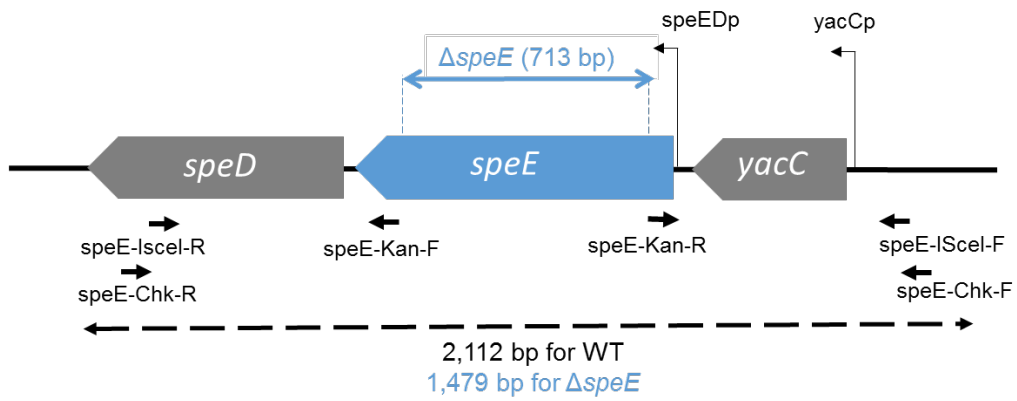 speEDp
yacCp
ΔspeE (713 bp)
speD
speE
yacC
speE-IsceI-R
speE-Kan-F
speE-Kan-R
speE-IScel-F
speE-Chk-R
speE-Chk-F
2,112 bp for WT
1,479 bp for ΔspeE